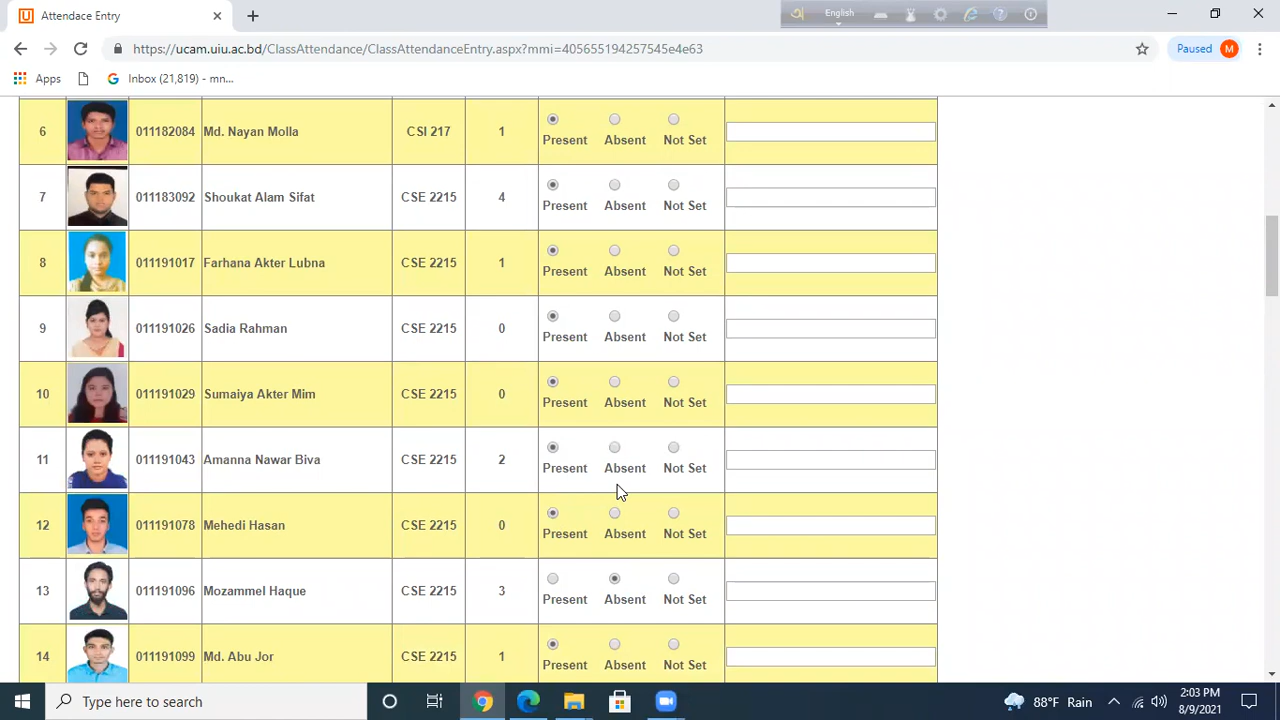 Attendace Entry
English
https://ucam.uiu.ac.bd/ClassAttendance/ClassAttendanceEntry.aspx?mmi=405655194257545e4e63
Paused M
Apps Inbox (21,819) - mn...
6 011182084 Md. Nayan Molla CSI 217 1 Present Absent Not Set
7 011183092 Shoukat Alam Sifat CSE 2215 4 Present Absent Not Set
8 011191017 Farhana Akter Lubna CSE 2215 1 Present Absent Not Set
9 011191026 Sadia Rahman CSE 2215 0 Present Absent Not Set
10 011191029 Sumaiya Akter Mim CSE 2215 0 Present Absent Not Set
11 011191043 Amanna Nawar Biva CSE 2215 2 Present Absent Not Set
12 011191078 Mehedi Hasan CSE 2215 0 Present Absent Not Set
13 011191096 Mozammel Haque CSE 2215 3 Present Absent Not Set
14 011191099 Md. Abu Jor CSE 2215 1 Present Absent Not Set
Type here to search
88°F Rain
2:03 PM
8/9/2021